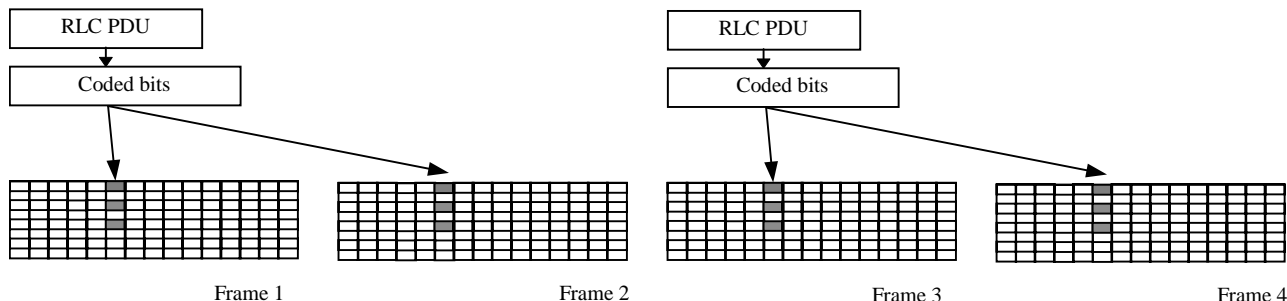 RLC PDU
Coded bits
RLC PDU
Coded bits
Frame 1
Frame 2
Frame 3
Frame 4